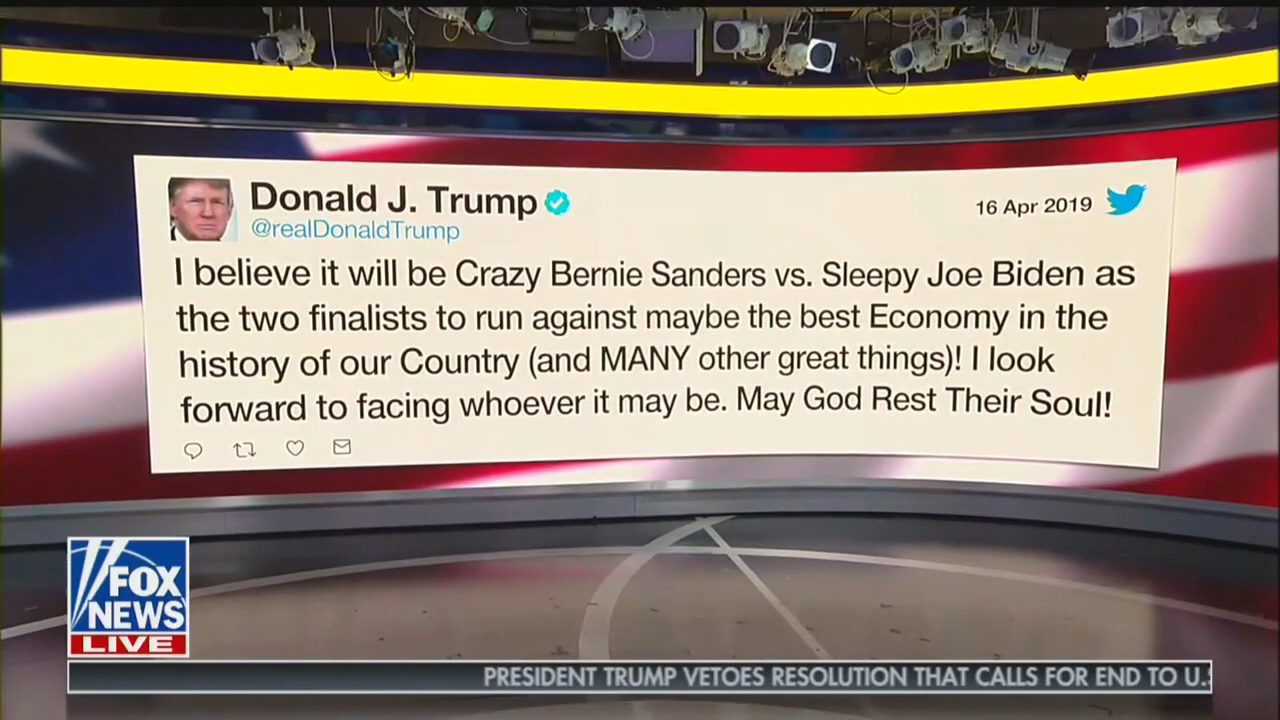 Donald J. Trump
@realDonaldTrump
16 Apr 2019
I believe it will be Crazy Bernie Sanders vs. Sleepy Joe Biden as
the two finalists to run against maybe the best Economy in the
history of our Country (and MANY other great things)! I look
forward to facing whoever it may be. May God Rest Their Soul!
FOX
NEWS
LIVE
PRESIDENT TRUMP VETOES RESOLUTION THAT CALLS FOR END TO U.